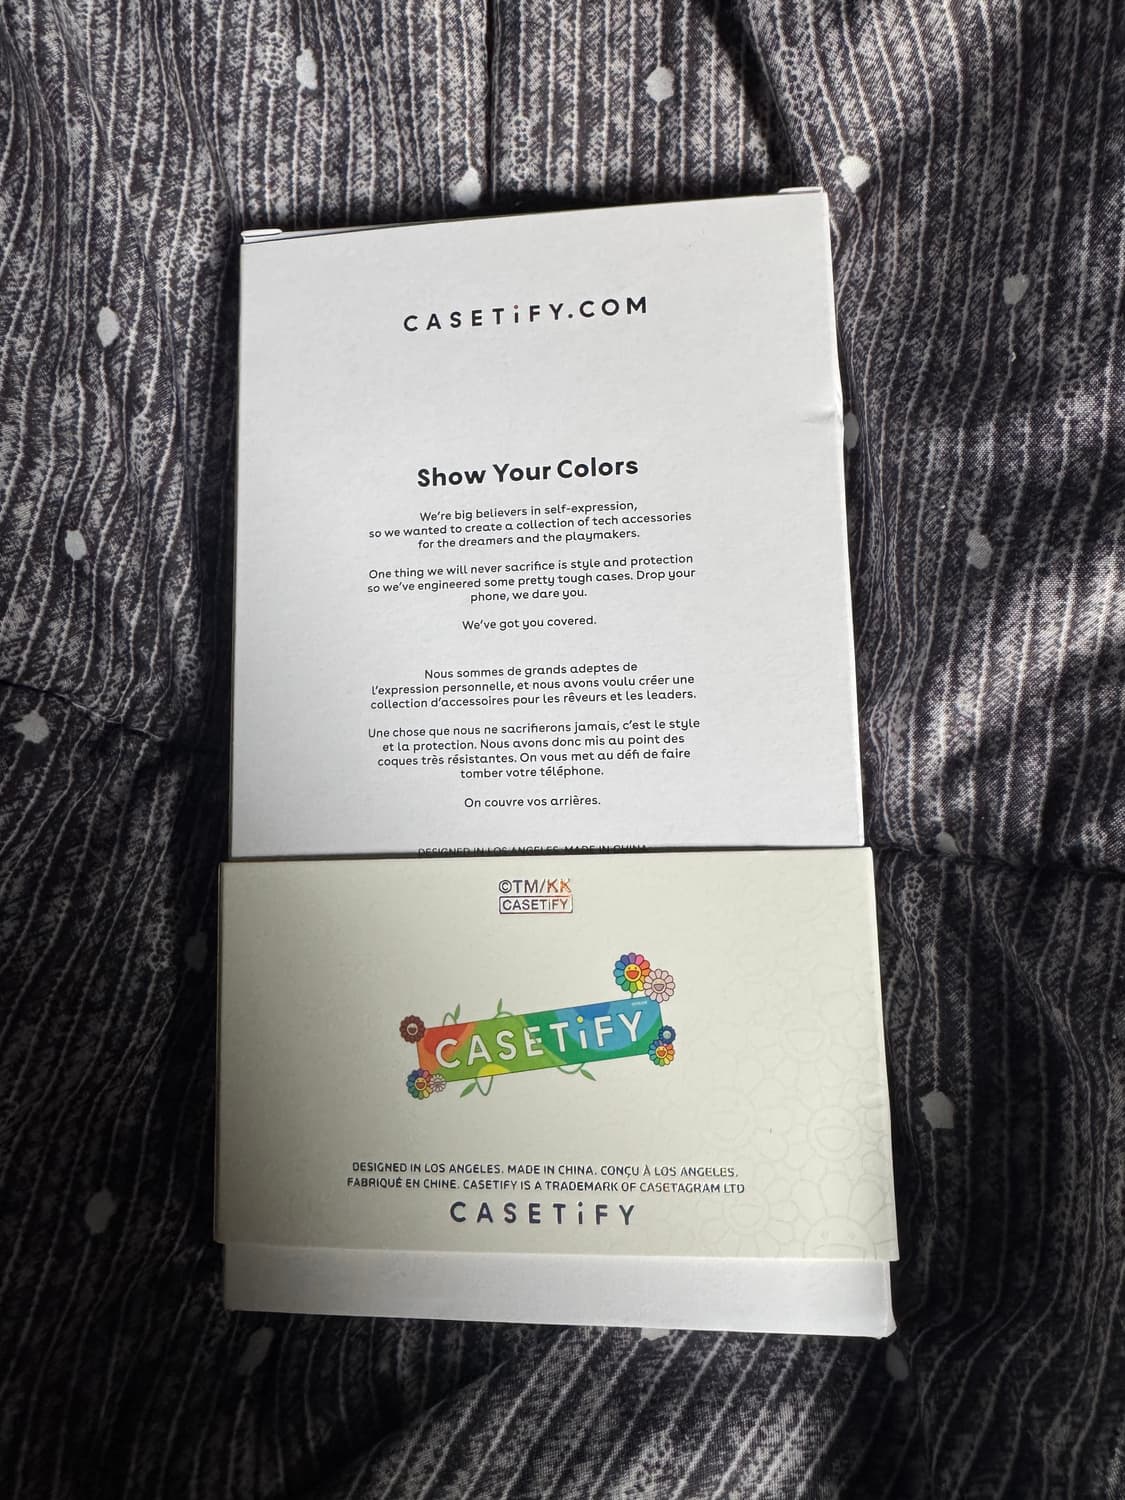 CASETiFY.COM
Show Your Colors
We're big believers in self-expression,
so we wanted to create a collection of tech accessories
for the dreamers and the playmakers.
One thing we will never sacrifice is style and protection
so we've engineered some pretty tough cases. Drop your
phone, we dare you.
We've got you covered.
Nous sommes de grands adeptes de
l'expression personnelle, et nous avons voulu créer une
collection d'accessoires pour les rêveurs et les leaders.
Une chose que nous ne sacrifierons jamais, c'est le style
et la protection. Nous avons donc mis au point des
coques très résistantes. On vous met au défi de faire
tomber votre téléphone.
On couvre vos arrières.
DESIGNED IN LOS ANGELES. MADE IN CHINA.
©TM/KK
CASETiFY
CASETiFY
DESIGNED IN LOS ANGELES. MADE IN CHINA. CONÇU À LOS ANGELES.
FABRIQUÉ EN CHINE. CASETIFY IS A TRADEMARK OF CASETAGRAM LTD
CASETiFY